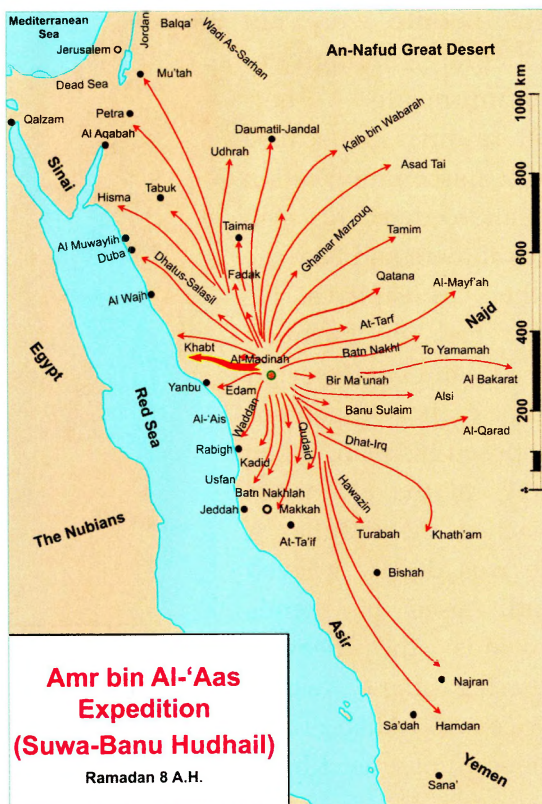 Mediterranean
Sea
Jordan
Balqa'
Wadi As-Sarhan
An-Nafud Great Desert
Jerusalem
Dead Sea
Mu'tah
Petra
Qalzam
Al Aqabah
Daumatil-Jandal
Kalb bin Wabarah
Udhrah
Asad Tai
Sinai
Tabuk
Hisma
Taima
Ghamar Marzouq
Tamim
Al Muwaylih
Duba
Dhatus-Salasil
Fadak
Qatana
Al-Mayf'ah
Al Wajh
At-Tarf
Najd
Khabt
Al-Madinah
Batn Nakhl
To Yamamah
Egypt
Red Sea
Yanbu
Edam
Bir Ma'unah
Al Bakarat
Alsi
Banu Sulaim
Al-'Ais
Waddan
Al-Qarad
Qudaid
Dhat-Irq
Rabigh
Kadid
Usfan
Hawazin
Batn Nakhlah
Jeddah
Makkah
At-Ta'if
Turabah
Khath'am
The Nubians
Bishah
Asir
Najran
Sa'dah
Hamdan
Yemen
Sana'
1000 km
800
600
400
200
Amr bin Al-'Aas
Expedition
(Suwa-Banu Hudhail)
Ramadan 8 A.H.